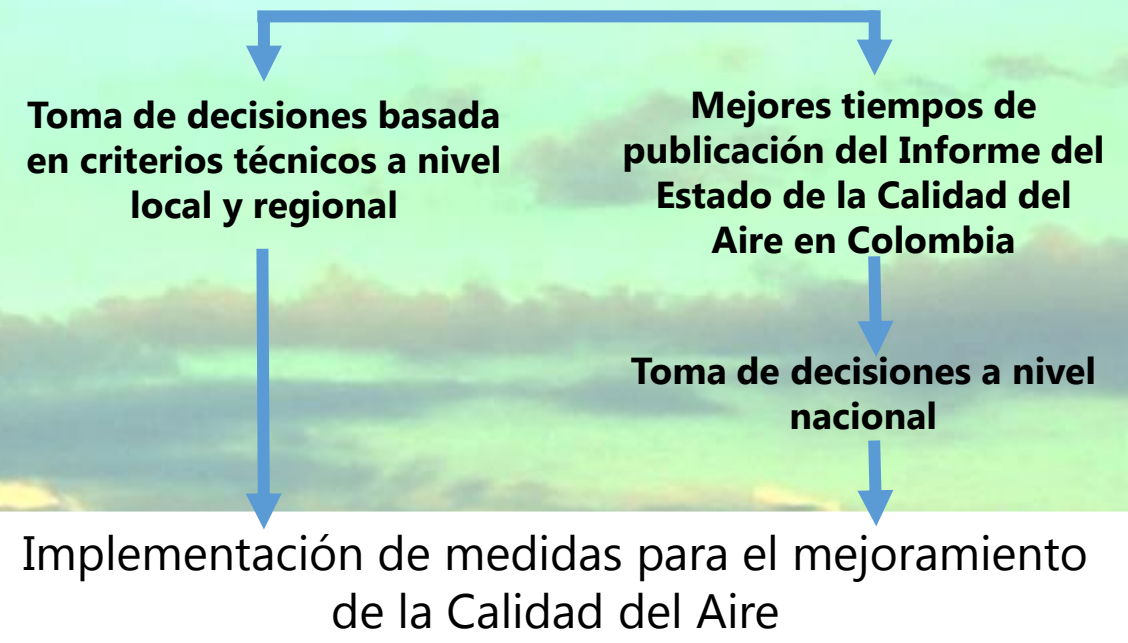 Toma de decisiones basada
en criterios técnicos a nivel
local y regional
Mejores tiempos de
publicación del Informe del
Estado de la Calidad del
Aire en Colombia
Toma de decisiones a nivel
nacional
Implementación de medidas para el mejoramiento
de la Calidad del Aire